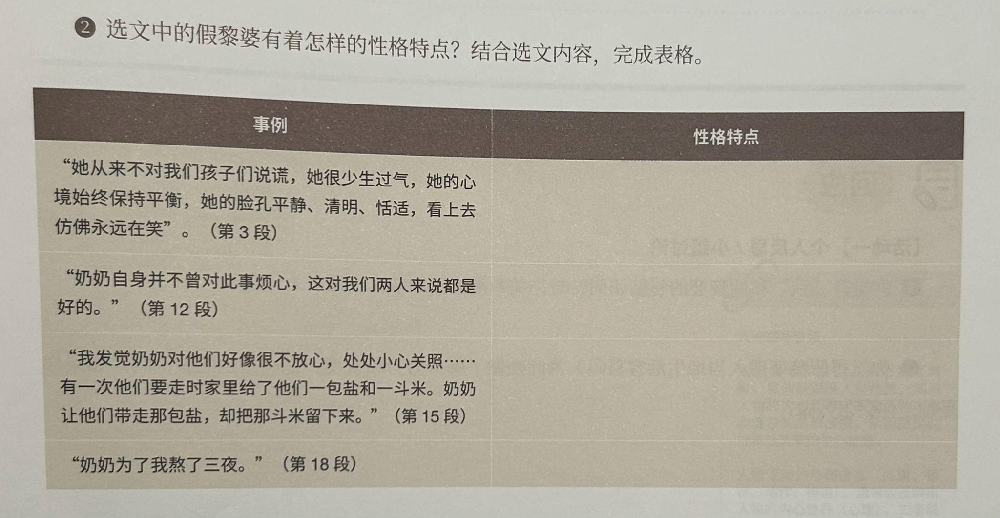 ❷ 选文中的假黎婆有着怎样的性格特点？结合选文内容，完成表格。
事例
性格特点
“她从来不对我们孩子们说谎，她很少生过气，她的心
境始终保持平衡，她的脸孔平静、清明、恬适，看上去
仿佛永远在笑”。（第 3 段）
“奶奶自身并不曾对此事烦心，这对我们两人来说都是
好的。”（第 12 段）
“我发觉奶奶对他们好像很不放心，处处小心关照……
有一次他们要走时家里给了他们一包盐和一斗米。奶奶
让他们带走那包盐，却把那斗米留下来。”（第 15 段）
“奶奶为了我熬了三夜。”（第 18 段）